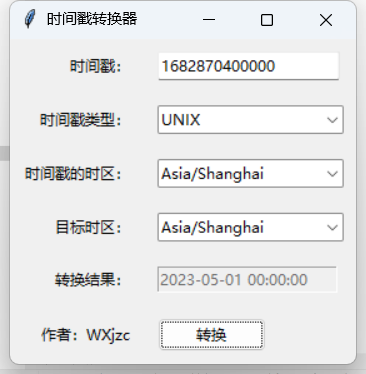 时间戳转换器
时间戳： 1682870400000
时间戳类型： UNIX
时间戳的时区： Asia/Shanghai
目标时区： Asia/Shanghai
转换结果： 2023-05-01 00:00:00
作者：WXjzc 转换